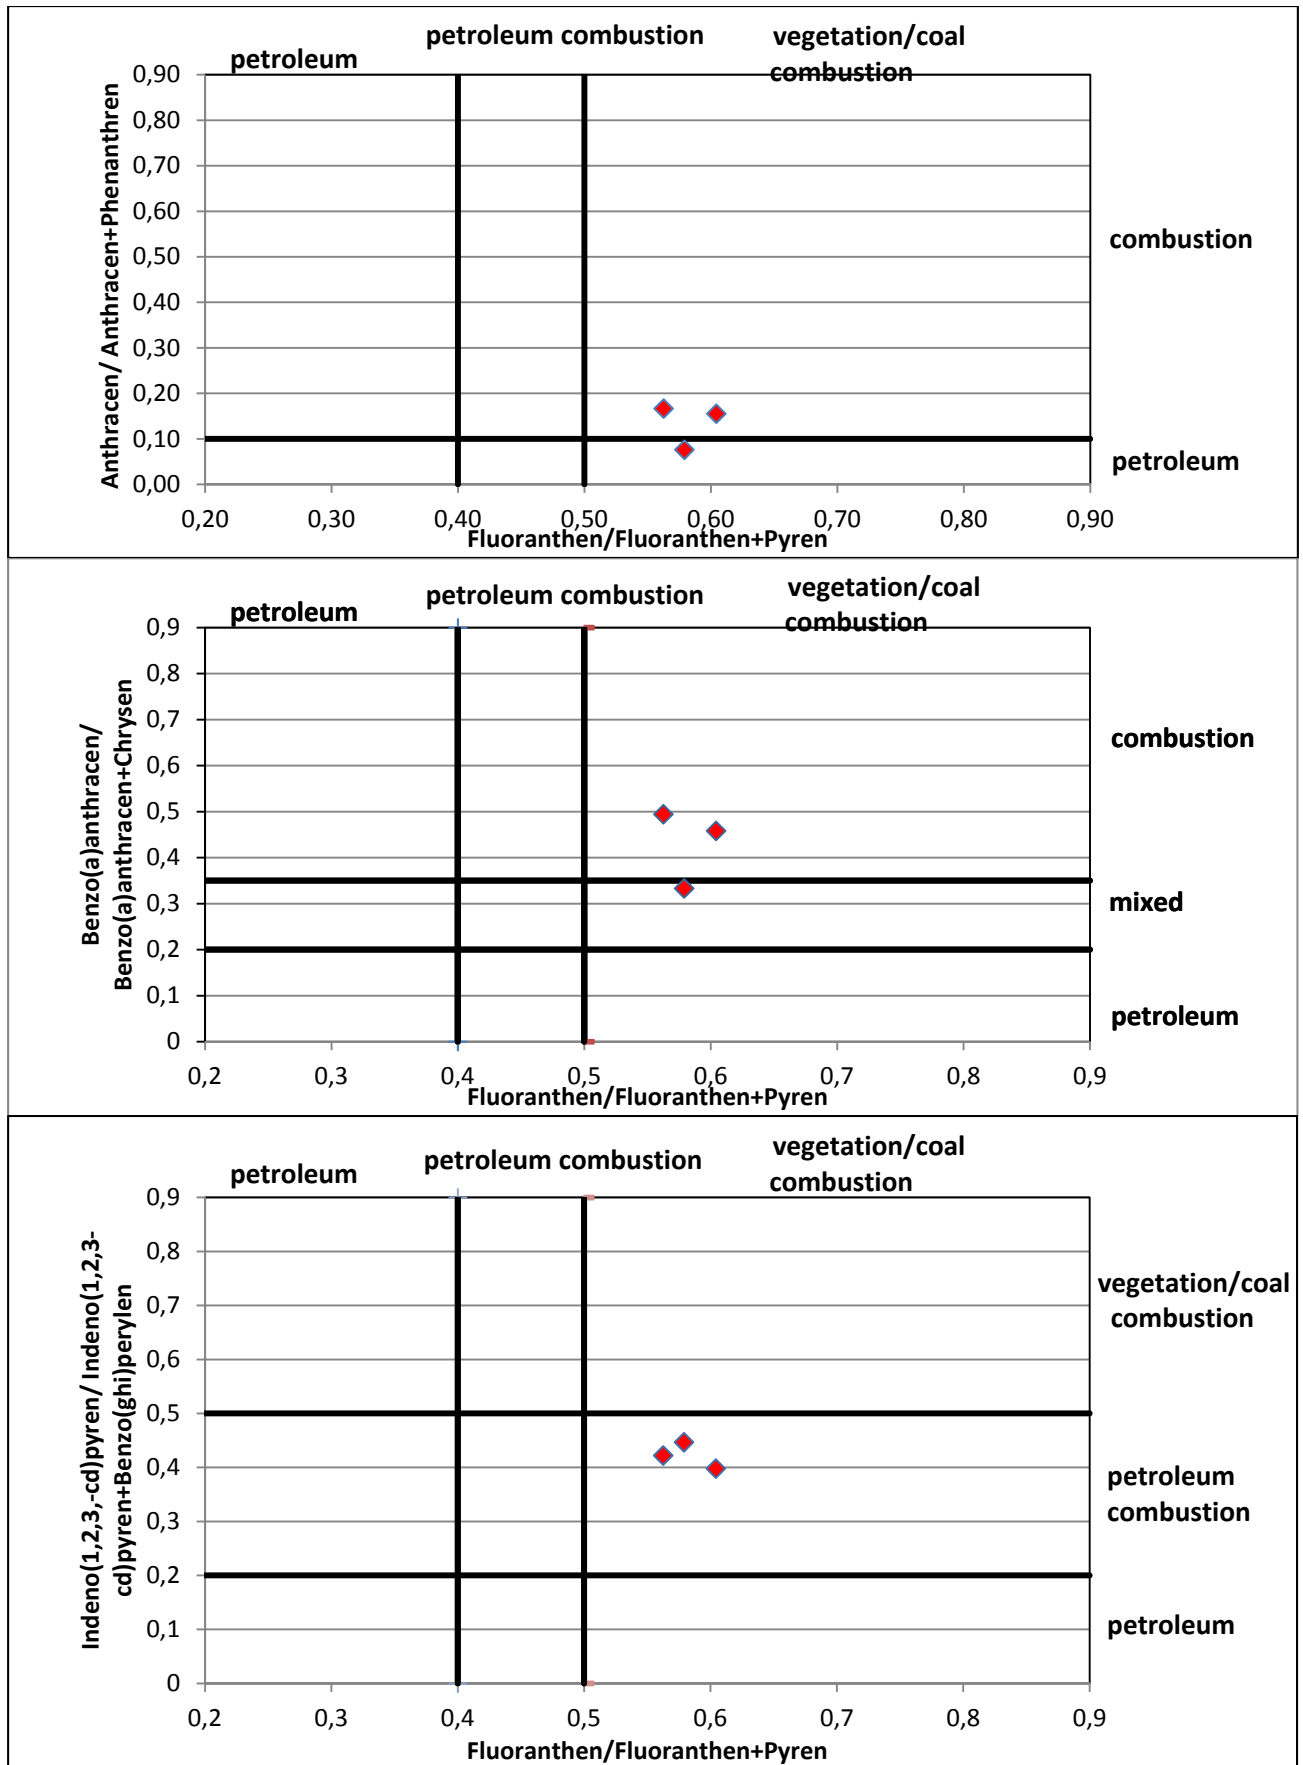 petroleum combustion
vegetation/coal
combustion
petroleum
0,90
0,80
0,70
0,60
0,50
0,40
0,30
0,20
0,10
0,00
Anthracen/ Anthracen+Phenanthren
combustion
petroleum
0,20 0,30 0,40 0,50 0,60 0,70 0,80 0,90
Fluoranthen/Fluoranthen+Pyren
petroleum
petroleum combustion
vegetation/coal
combustion
0,9
0,8
0,7
0,6
0,5
0,4
0,3
0,2
0,1
0
Benzo(a)anthracen/
Benzo(a)anthracen+Chrysen
combustion
mixed
petroleum
0,2 0,3 0,4 0,5 0,6 0,7 0,8 0,9
Fluoranthen/Fluoranthen+Pyren
petroleum
petroleum combustion
vegetation/coal
combustion
0,9
0,8
0,7
0,6
0,5
0,4
0,3
0,2
0,1
0
Indeno(1,2,3,-cd)pyren/ Indeno(1,2,3-
cd)pyren+Benzo(ghi)perylen
vegetation/coal
combustion
petroleum
combustion
petroleum
0,2 0,3 0,4 0,5 0,6 0,7 0,8 0,9
Fluoranthen/Fluoranthen+Pyren